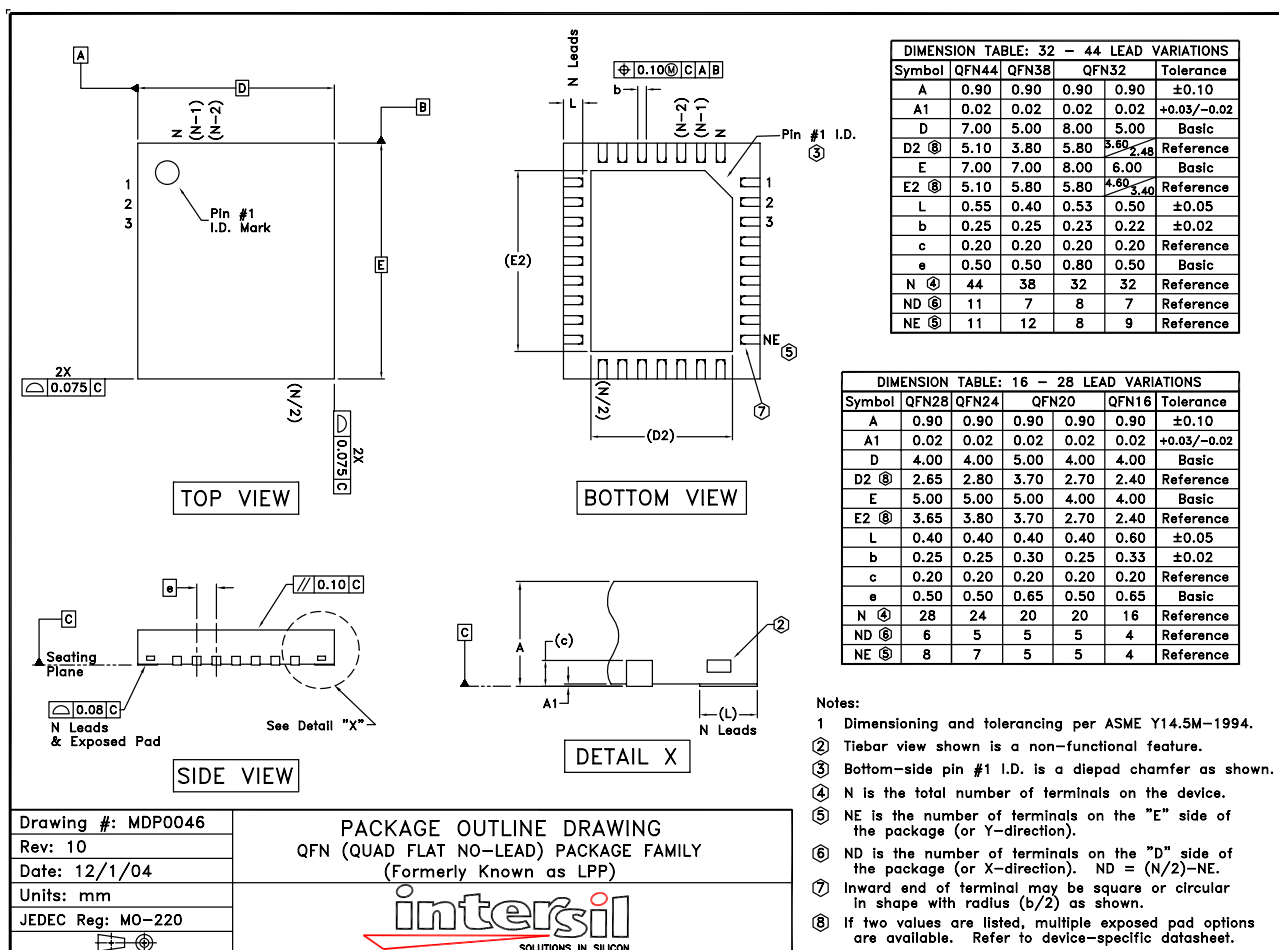 A
D
B
N
(N-1)
(N-2)
1
2
3
Pin #1
I.D. Mark
E
2X
0.075 C
(N/2)
2X
0.075 C
TOP VIEW
N Leads
L
b
0.10 Ⓜ C A B
(N-2)
(N-1)
N
Pin #1 I.D.
3
1
2
3
(E2)
NE
5
7
(N/2)
(D2)
BOTTOM VIEW
e
// 0.10 C
C
Seating
Plane
0.08 C
N Leads
& Exposed Pad
See Detail "X"
SIDE VIEW
C
A
(c)
A1
2
(L)
N Leads
DETAIL X
DIMENSION TABLE: 32 - 44 LEAD VARIATIONS
Symbol QFN44 QFN38 QFN32 Tolerance
A 0.90 0.90 0.90 0.90 ±0.10
A1 0.02 0.02 0.02 0.02 +0.03/-0.02
D 7.00 5.00 8.00 5.00 Basic
D2 ⑧ 5.10 3.80 5.80 3.60/2.48 Reference
E 7.00 7.00 8.00 6.00 Basic
E2 ⑧ 5.10 5.80 5.80 4.60/3.40 Reference
L 0.55 0.40 0.53 0.50 ±0.05
b 0.25 0.25 0.23 0.22 ±0.02
c 0.20 0.20 0.20 0.20 Reference
e 0.50 0.50 0.80 0.50 Basic
N ④ 44 38 32 32 Reference
ND ⑥ 11 7 8 7 Reference
NE ⑤ 11 12 8 9 Reference
DIMENSION TABLE: 16 - 28 LEAD VARIATIONS
Symbol QFN28 QFN24 QFN20 QFN16 Tolerance
A 0.90 0.90 0.90 0.90 0.90 ±0.10
A1 0.02 0.02 0.02 0.02 0.02 +0.03/-0.02
D 4.00 4.00 5.00 4.00 4.00 Basic
D2 ⑧ 2.65 2.80 3.70 2.70 2.40 Reference
E 5.00 5.00 5.00 4.00 4.00 Basic
E2 ⑧ 3.65 3.80 3.70 2.70 2.40 Reference
L 0.40 0.40 0.40 0.40 0.60 ±0.05
b 0.25 0.25 0.30 0.25 0.33 ±0.02
c 0.20 0.20 0.20 0.20 0.20 Reference
e 0.50 0.50 0.65 0.50 0.65 Basic
N ④ 28 24 20 20 16 Reference
ND ⑥ 6 5 5 5 4 Reference
NE ⑤ 8 7 5 5 4 Reference
Notes:
1 Dimensioning and tolerancing per ASME Y14.5M-1994.
② Tiebar view shown is a non-functional feature.
③ Bottom-side pin #1 I.D. is a diepad chamfer as shown.
④ N is the total number of terminals on the device.
⑤ NE is the number of terminals on the "E" side of
the package (or Y-direction).
⑥ ND is the number of terminals on the "D" side of
the package (or X-direction). ND = (N/2)-NE.
⑦ Inward end of terminal may be square or circular
in shape with radius (b/2) as shown.
⑧ If two values are listed, multiple exposed pad options
are available. Refer to device-specific datasheet.
Drawing #: MDP0046
Rev: 10
Date: 12/1/04
Units: mm
JEDEC Reg: MO-220
PACKAGE OUTLINE DRAWING
QFN (QUAD FLAT NO-LEAD) PACKAGE FAMILY
(Formerly Known as LPP)
intersil
SOLUTIONS IN SILICON